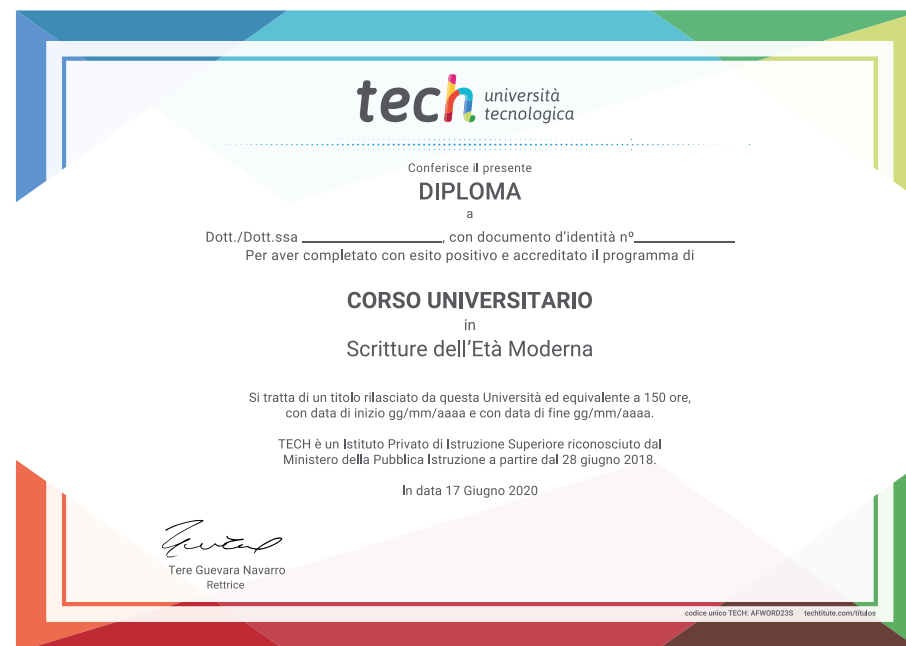 tech università
tecnologica
Conferisce il presente
DIPLOMA
a
Dott./Dott.ssa ____________________, con documento d'identità nº______________
Per aver completato con esito positivo e accreditato il programma di
CORSO UNIVERSITARIO
in
Scritture dell'Età Moderna
Si tratta di un titolo rilasciato da questa Università ed equivalente a 150 ore,
con data di inizio gg/mm/aaaa e con data di fine gg/mm/aaaa.
TECH è un Istituto Privato di Istruzione Superiore riconosciuto dal
Ministero della Pubblica Istruzione a partire dal 28 giugno 2018.
In data 17 Giugno 2020
Tere Guevara Navarro
Rettrice
codice unico TECH: AFWORD23S techtitute.com/titulos